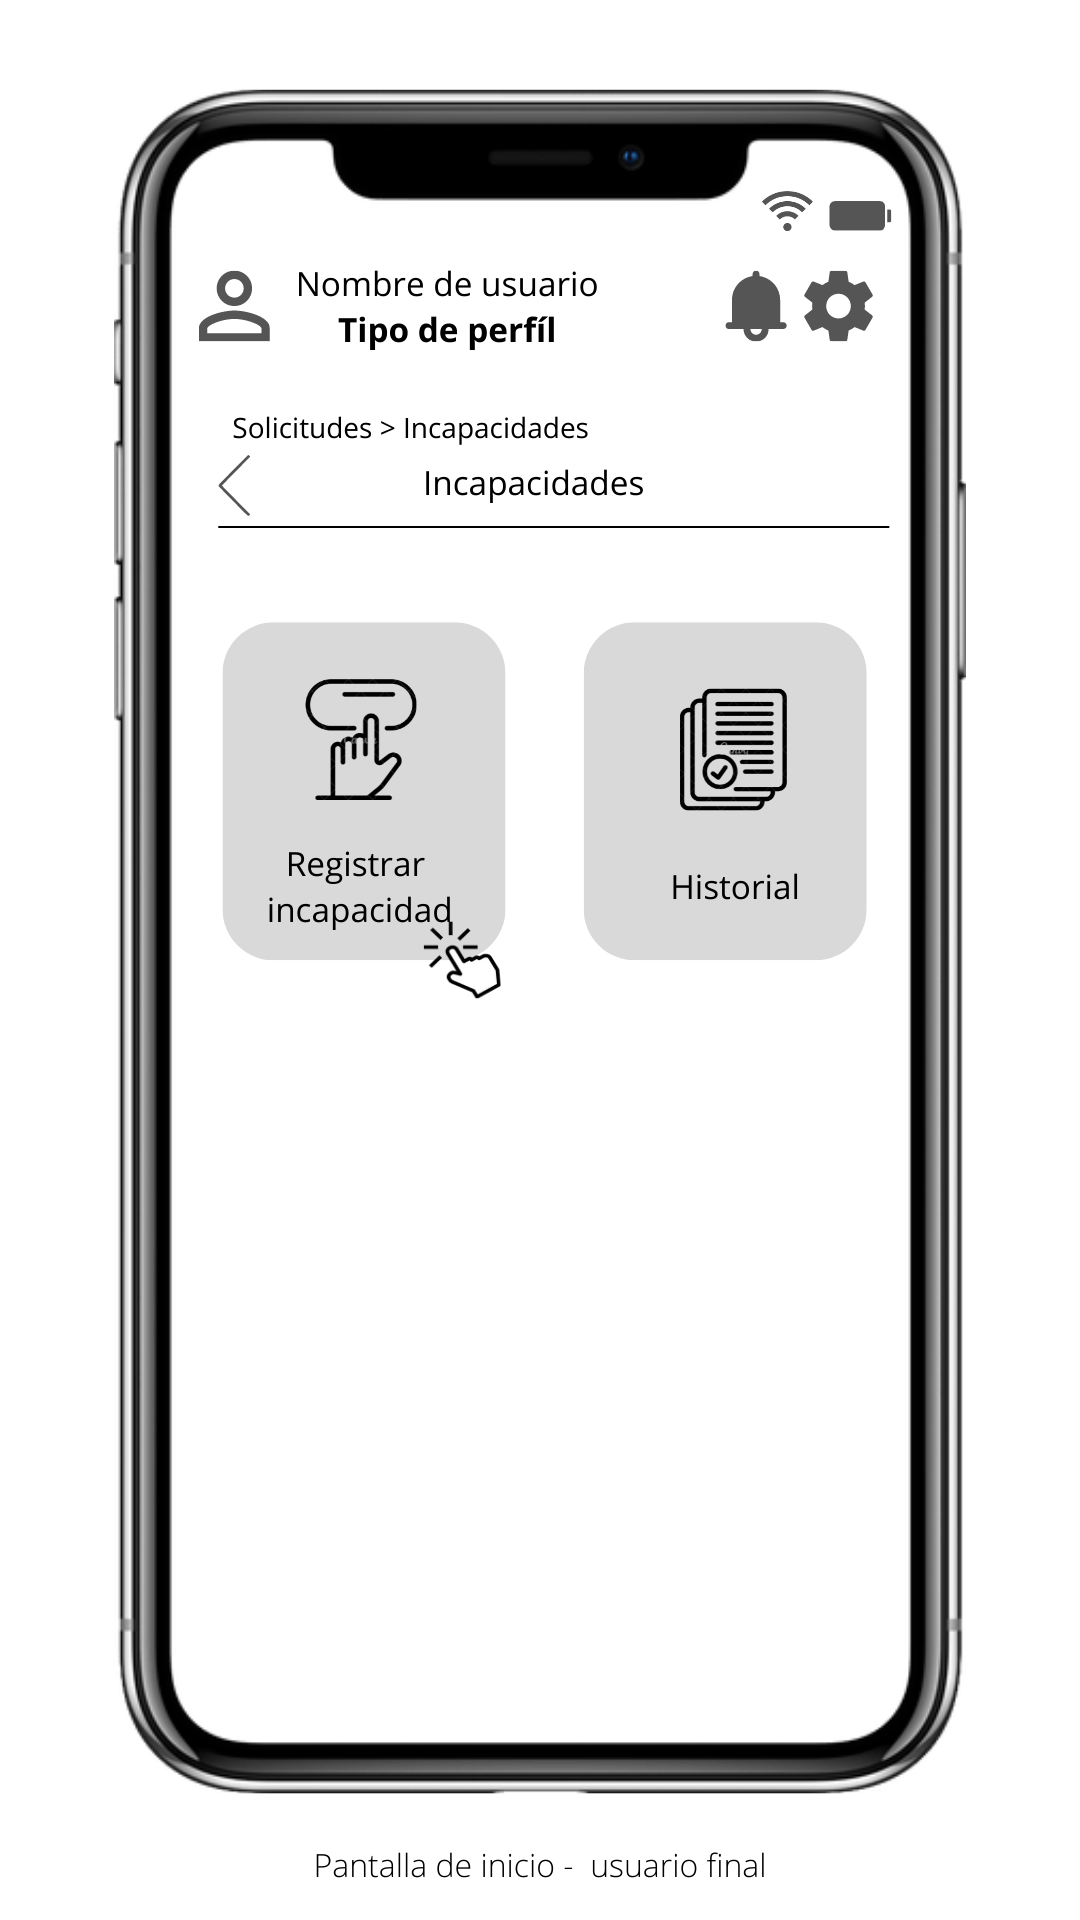 Nombre de usuario
Tipo de perfíl
Solicitudes > Incapacidades
Incapacidades
Registrar
incapacidad
Historial
Pantalla de inicio -  usuario final